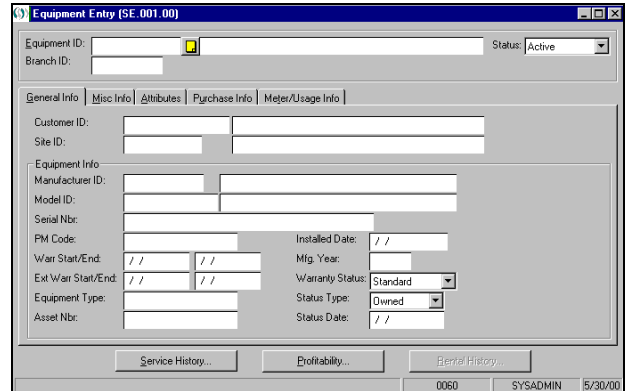 Equipment Entry (SE.001.00)
Equipment ID: Status: Active
Branch ID:
General Info Misc Info Attributes Purchase Info Meter/Usage Info
Customer ID:
Site ID:
Equipment Info
Manufacturer ID:
Model ID:
Serial Nbr:
PM Code: Installed Date: / /
Warr Start/End: / / / / Mfg. Year:
Ext Warr Start/End: / / / / Warranty Status: Standard
Equipment Type: Status Type: Owned
Asset Nbr: Status Date: / /
Service History... Profitability... Rental History...
0060 SYSADMIN 5/30/00